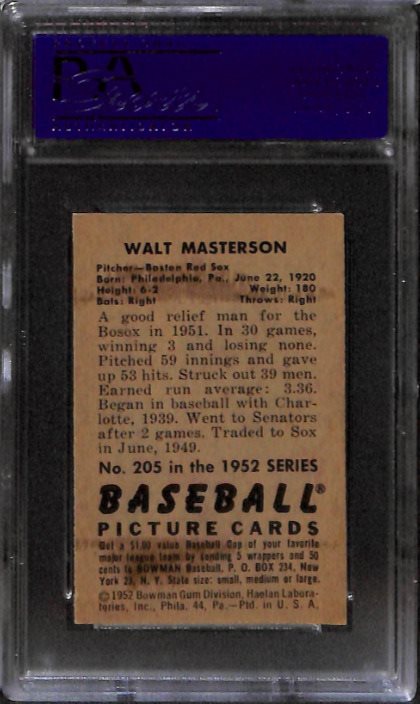 WALT MASTERSON
Pitcher—Boston Red Sox
Born: Philadelphia, Pa., June 22, 1920
Height: 6-2 Weight: 180
Bats: Right Throws: Right
A good relief man for the
Bosox in 1951. In 30 games,
winning 3 and losing none.
Pitched 59 innings and gave
up 53 hits. Struck out 39 men.
Earned run average: 3.36.
Began in baseball with Char-
lotte, 1939. Went to Senators
after 2 games. Traded to Sox
in June, 1949.
No. 205 in the 1952 SERIES
BASEBALL®
PICTURE CARDS
Get a $1.00 value Baseball Cap of your favorite
major league team by sending 5 wrappers and 50
cents to BOWMAN Baseball, P. O. BOX 234, New
York 23, N. Y. State size: small, medium or large.
©1952 Bowman Gum Division, Haelan Labora-
tories, Inc., Phila. 44, Pa.—Ptd. in U. S. A.